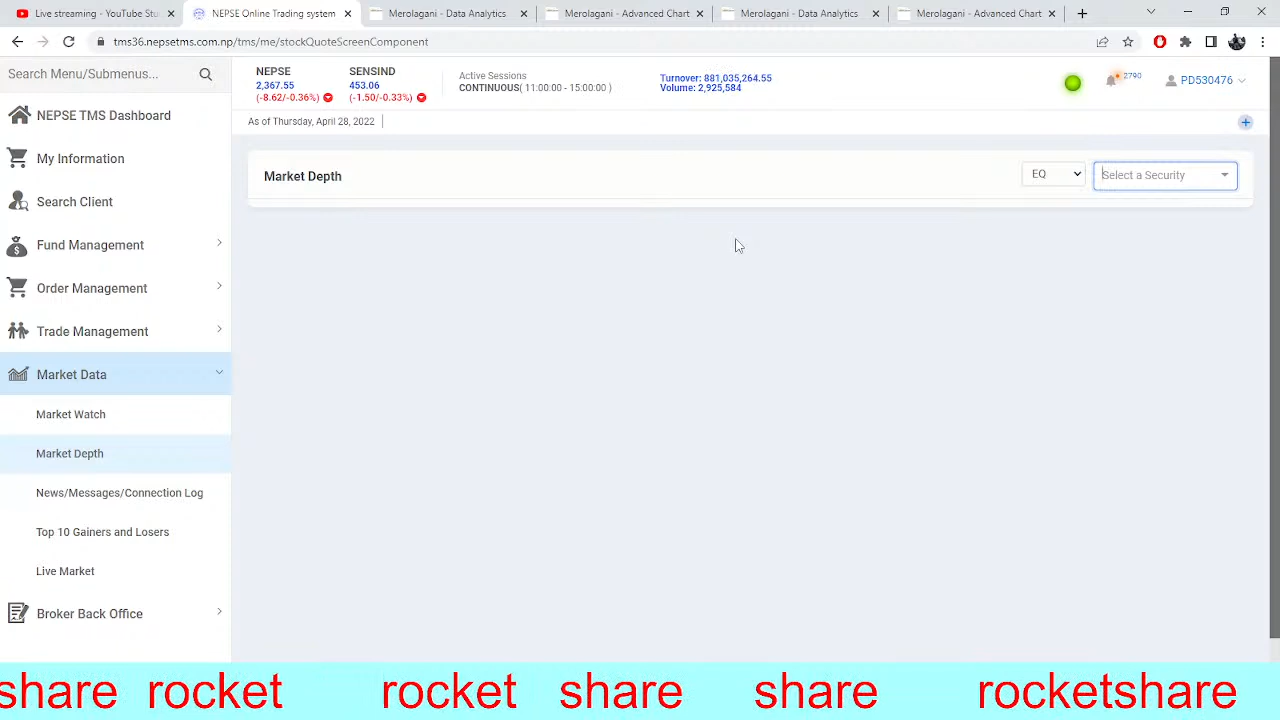 Live streaming - YouTube Stu
NEPSE Online Trading system
Merolagani - Data Analytics
Merolagani - Advanced Chart
Merolagani - Data Analytics
Merolagani - Advanced Chart
tms36.nepsetms.com.np/tms/me/stockQuoteScreenComponent
Search Menu/Submenus...
NEPSE
2,367.55
(-8.62/-0.36%)
SENSIND
453.06
(-1.50/-0.33%)
Active Sessions
CONTINUOUS( 11:00:00 - 15:00:00 )
Turnover: 881,035,264.55
Volume: 2,925,584
2790
PD530476
As of Thursday, April 28, 2022
NEPSE TMS Dashboard
My Information
Search Client
Fund Management
Order Management
Trade Management
Market Data
Market Watch
Market Depth
News/Messages/Connection Log
Top 10 Gainers and Losers
Live Market
Broker Back Office
Market Depth
EQ
Select a Security
share rocket rocket share share rocketshare